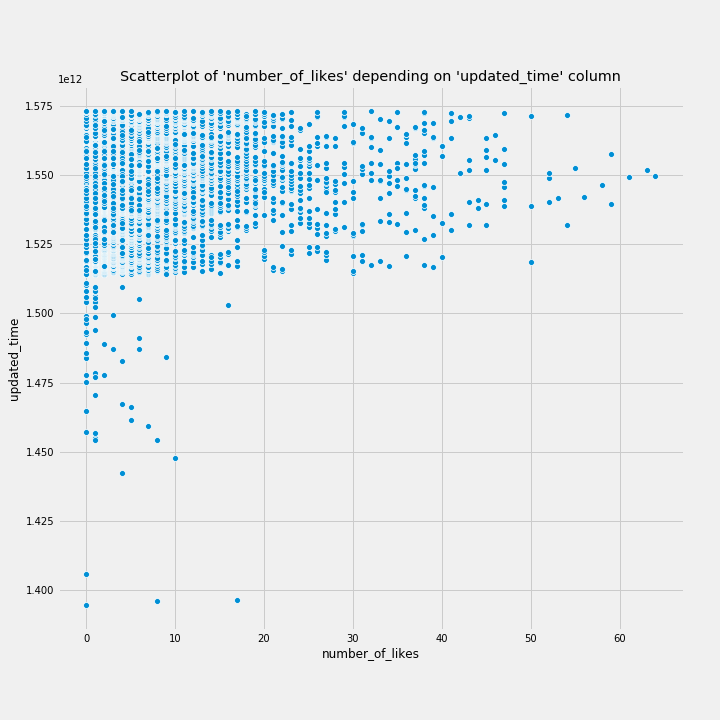 Scatterplot of 'number_of_likes' depending on 'updated_time' column
1e12
1.575
1.550
1.525
1.500
1.475
1.450
1.425
1.400
updated_time
0 10 20 30 40 50 60
number_of_likes